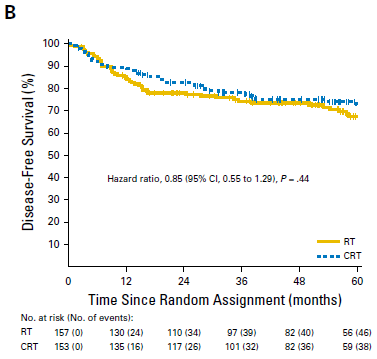 B
Disease-Free Survival (%)
100
90
80
70
60
50
40
30
20
10
Hazard ratio, 0.85 (95% CI, 0.55 to 1.29), P = .44
RT
CRT
0 12 24 36 48 60
Time Since Random Assignment (months)
No. at risk (No. of events):
RT 157 (0) 130 (24) 110 (34) 97 (39) 82 (40) 56 (46)
CRT 153 (0) 135 (16) 117 (26) 101 (32) 82 (36) 59 (38)